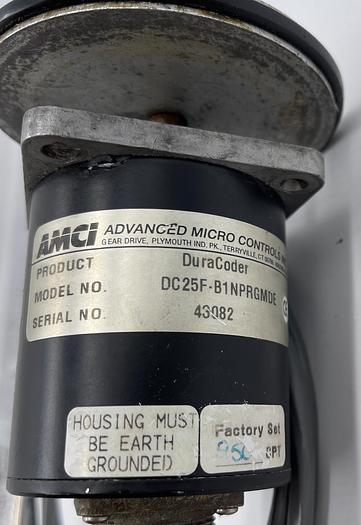 AMCI ADVANCED MICRO CONTROLS
GEAR DRIVE, PLYMOUTH IND. PK., TERRYVILLE, CT
PRODUCT DuraCoder
MODEL NO. DC25F-B1NPRGMDE
SERIAL NO. 43082
HOUSING MUST
BE EARTH
GROUNDED
Factory Set
CPT